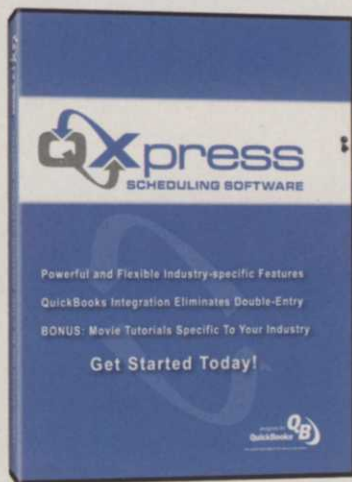 QXpress
SCHEDULING SOFTWARE
Powerful and Flexible Industry-specific Features
QuickBooks Integration Eliminates Double-Entry
BONUS: Movie Tutorials Specific To Your Industry
Get Started Today!
QB
QuickBooks